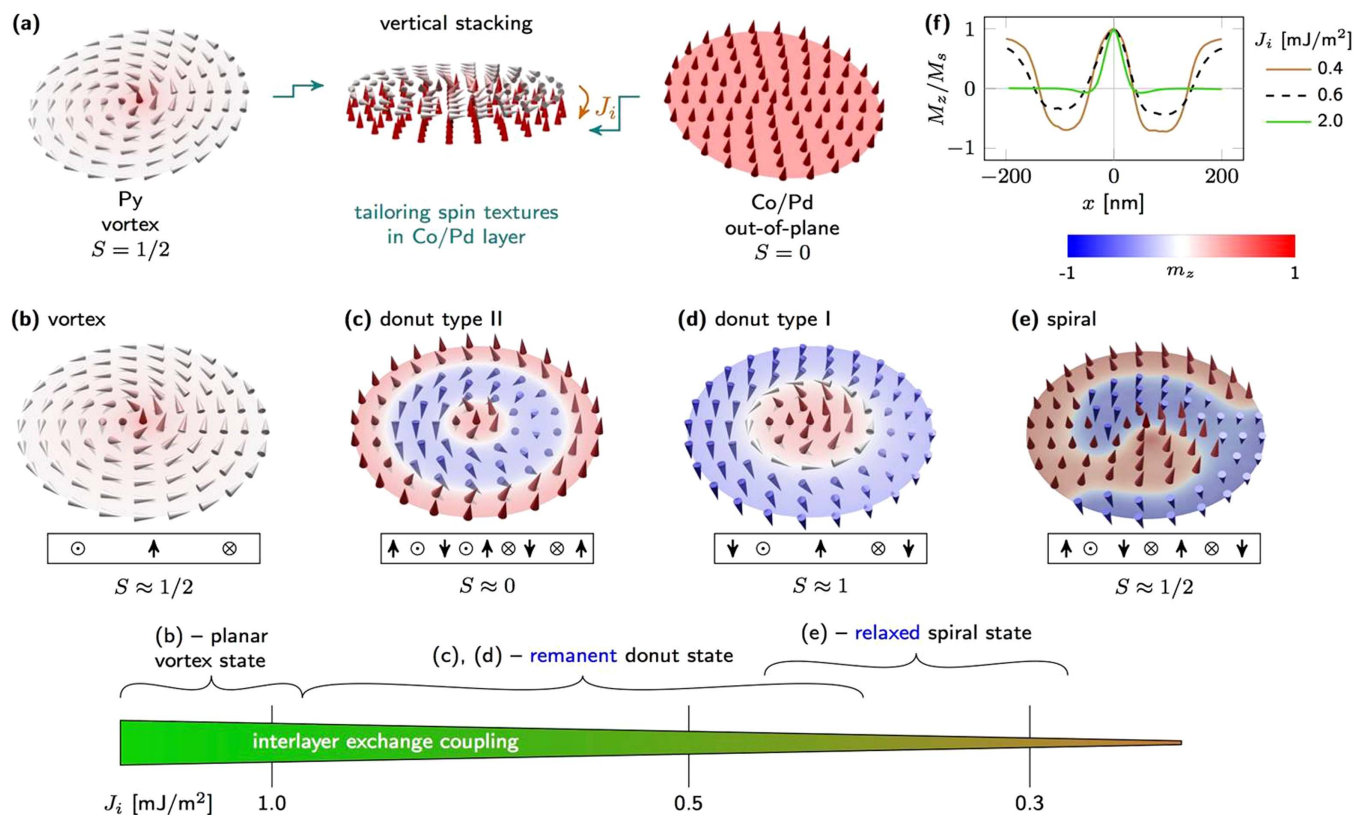 (a)
vertical stacking
J_i
Py
vortex
S = 1/2
tailoring spin textures
in Co/Pd layer
Co/Pd
out-of-plane
S = 0
(f)
M_z/M_s
1
0
−1
−200
0
200
x [nm]
J_i [mJ/m²]
0.4
0.6
2.0
-1
m_z
1
(b) vortex
(c) donut type II
(d) donut type I
(e) spiral
⊙ ↑ ⊗
↑ ⊙ ↓ ⊙ ↑ ⊗ ↓ ⊗ ↑
↓ ⊙ ↑ ⊗ ↓
↑ ⊙ ↓ ⊗ ↑ ⊗ ↓
S ≈ 1/2
S ≈ 0
S ≈ 1
S ≈ 1/2
(b) – planar
vortex state
(c), (d) – remanent donut state
(e) – relaxed spiral state
interlayer exchange coupling
J_i [mJ/m²]
1.0
0.5
0.3